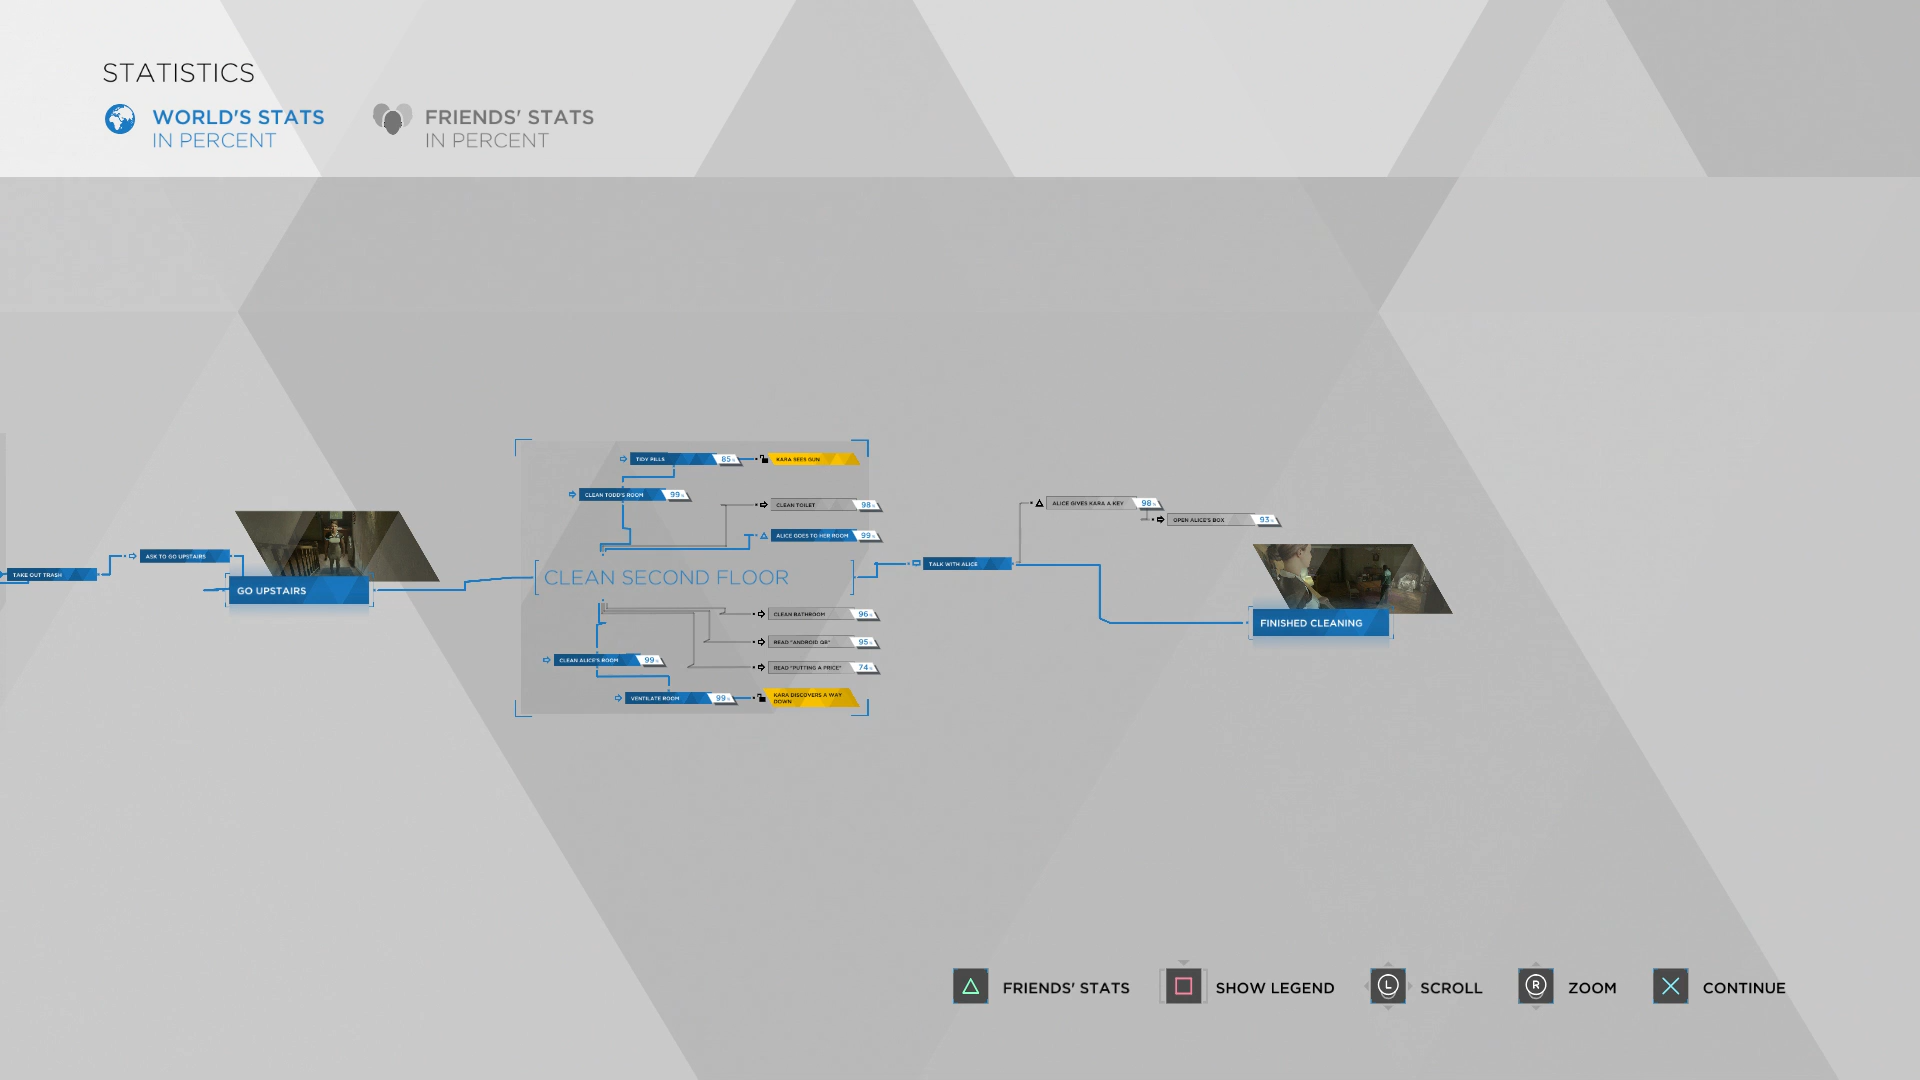 STATISTICS
WORLD'S STATS
IN PERCENT
FRIENDS' STATS
IN PERCENT
TAKE OUT TRASH
ASK TO GO UPSTAIRS
GO UPSTAIRS
TIDY PILLS 85%
KARA SEES GUN
CLEAN TODD'S ROOM 99%
CLEAN TOILET 98%
ALICE GOES TO HER ROOM 99%
CLEAN SECOND FLOOR
CLEAN BATHROOM 96%
READ "ANDROID QB" 95%
CLEAN ALICE'S ROOM 99%
READ "PUTTING A PRICE" 74%
VENTILATE ROOM 99%
KARA DISCOVERS A WAY
DOWN
TALK WITH ALICE
ALICE GIVES KARA A KEY 98%
OPEN ALICE'S BOX 93%
FINISHED CLEANING
FRIENDS' STATS
SHOW LEGEND
L SCROLL
R ZOOM
CONTINUE